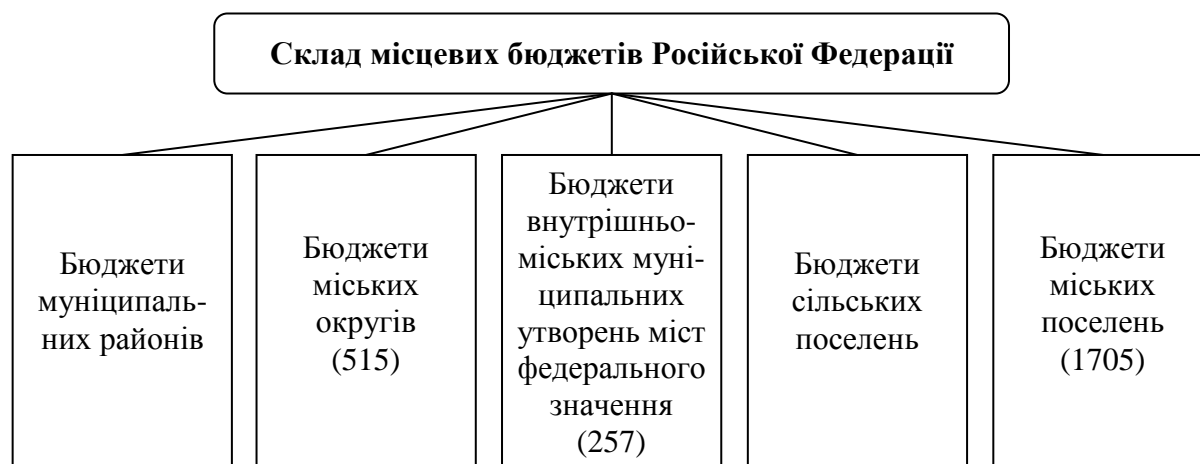 Склад місцевих бюджетів Російської Федерації
Бюджети
муніципаль-
них районів
Бюджети
міських
округів
(515)
Бюджети
внутрішньо-
міських муні-
ципальних
утворень міст
федерального
значення
(257)
Бюджети
сільських
поселень
Бюджети
міських
поселень
(1705)